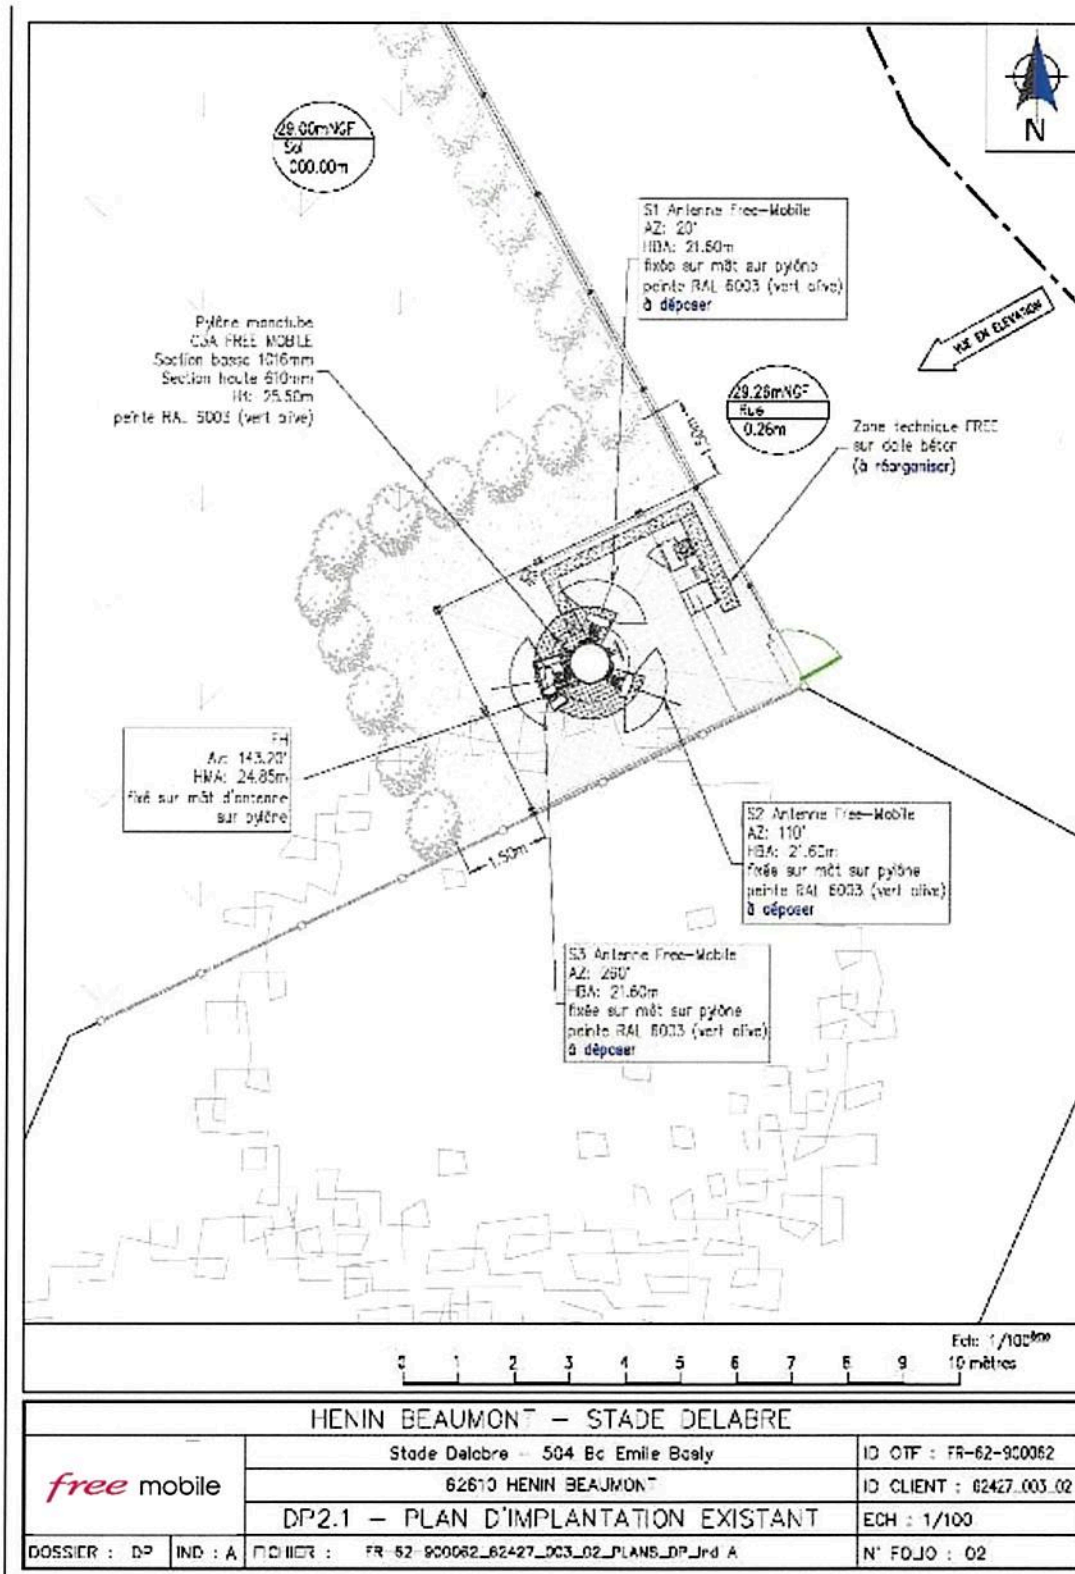 N
29.00mNGF
Sol
000.00m
S1 Antenne Free-Mobile
AZ: 20°
HBA: 21.60m
fixée sur mât sur pylône
peinte RAL 6003 (vert olive)
à déposer
VUE EN ELEVATION
Pylône monotube
FREE MOBILE
Section basse 1016mm
Section haute 610mm
Ht: 25.50m
peinte RAL 6003 (vert olive)
29.26mNGF
Rue
0.26m
1.50m
Zone technique FREE
sur dalle béton
(à réorganiser)
FH
Az: 143.20°
HMA: 24.85m
fixé sur mât d'antenne
sur pylône
1.50m
S2 Antenne Free-Mobile
AZ: 110°
HBA: 21.60m
fixée sur mât sur pylône
peinte RAL 6003 (vert olive)
à déposer
S3 Antenne Free-Mobile
AZ: 260°
HBA: 21.60m
fixée sur mât sur pylône
peinte RAL 6003 (vert olive)
à déposer
Ech: 1/100ème
0 1 2 3 4 5 6 7 8 9 10 mètres
HENIN BEAUMONT - STADE DELABRE
free mobile
Stade Delabre - 504 Bd Emile Basly
ID OTF : FR-62-900062
62610 HENIN BEAUMONT
ID CLIENT : 62427_003_02
DP2.1 - PLAN D'IMPLANTATION EXISTANT
ECH : 1/100
DOSSIER : DP
IND : A
FICHIER : FR-62-900062_62427_003_02_PLANS_DP_Ind A
N° FOLIO : 02